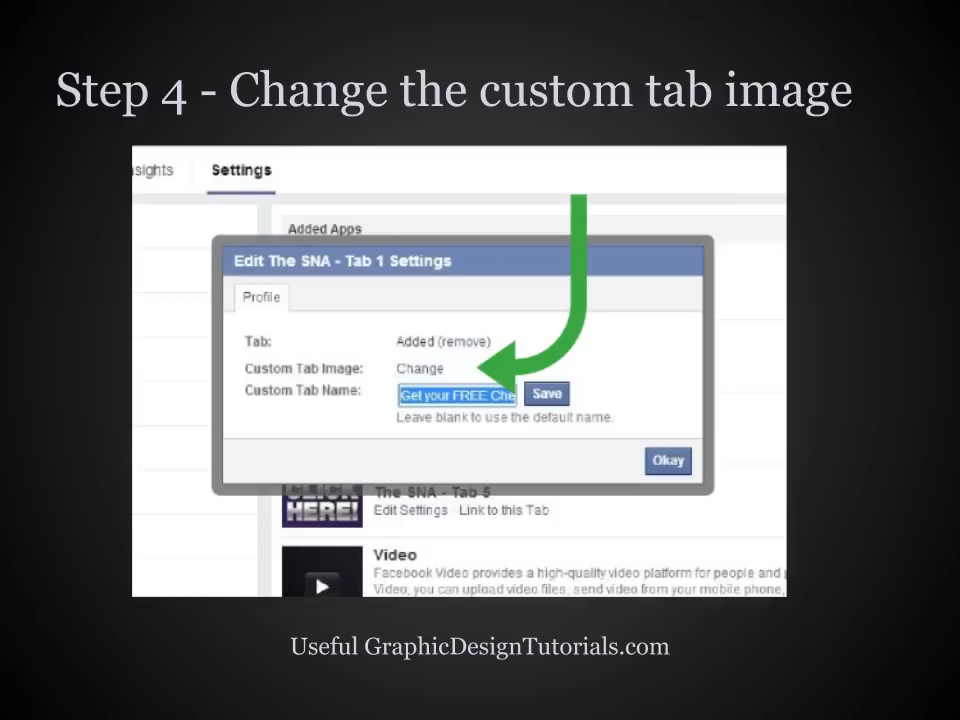 Step 4 - Change the custom tab image
sights Settings
Added Apps
Edit The SNA - Tab 1 Settings
Profile
Tab: Added (remove)
Custom Tab Image: Change
Custom Tab Name: Get your FREE Che Save
Leave blank to use the default name.
Okay
CLICK
HERE!
The SNA - Tab 5
Edit Settings · Link to this Tab
Video
Facebook Video provides a high-quality video platform for people and
Video, you can upload video files, send video from your mobile phone,
Useful GraphicDesignTutorials.com